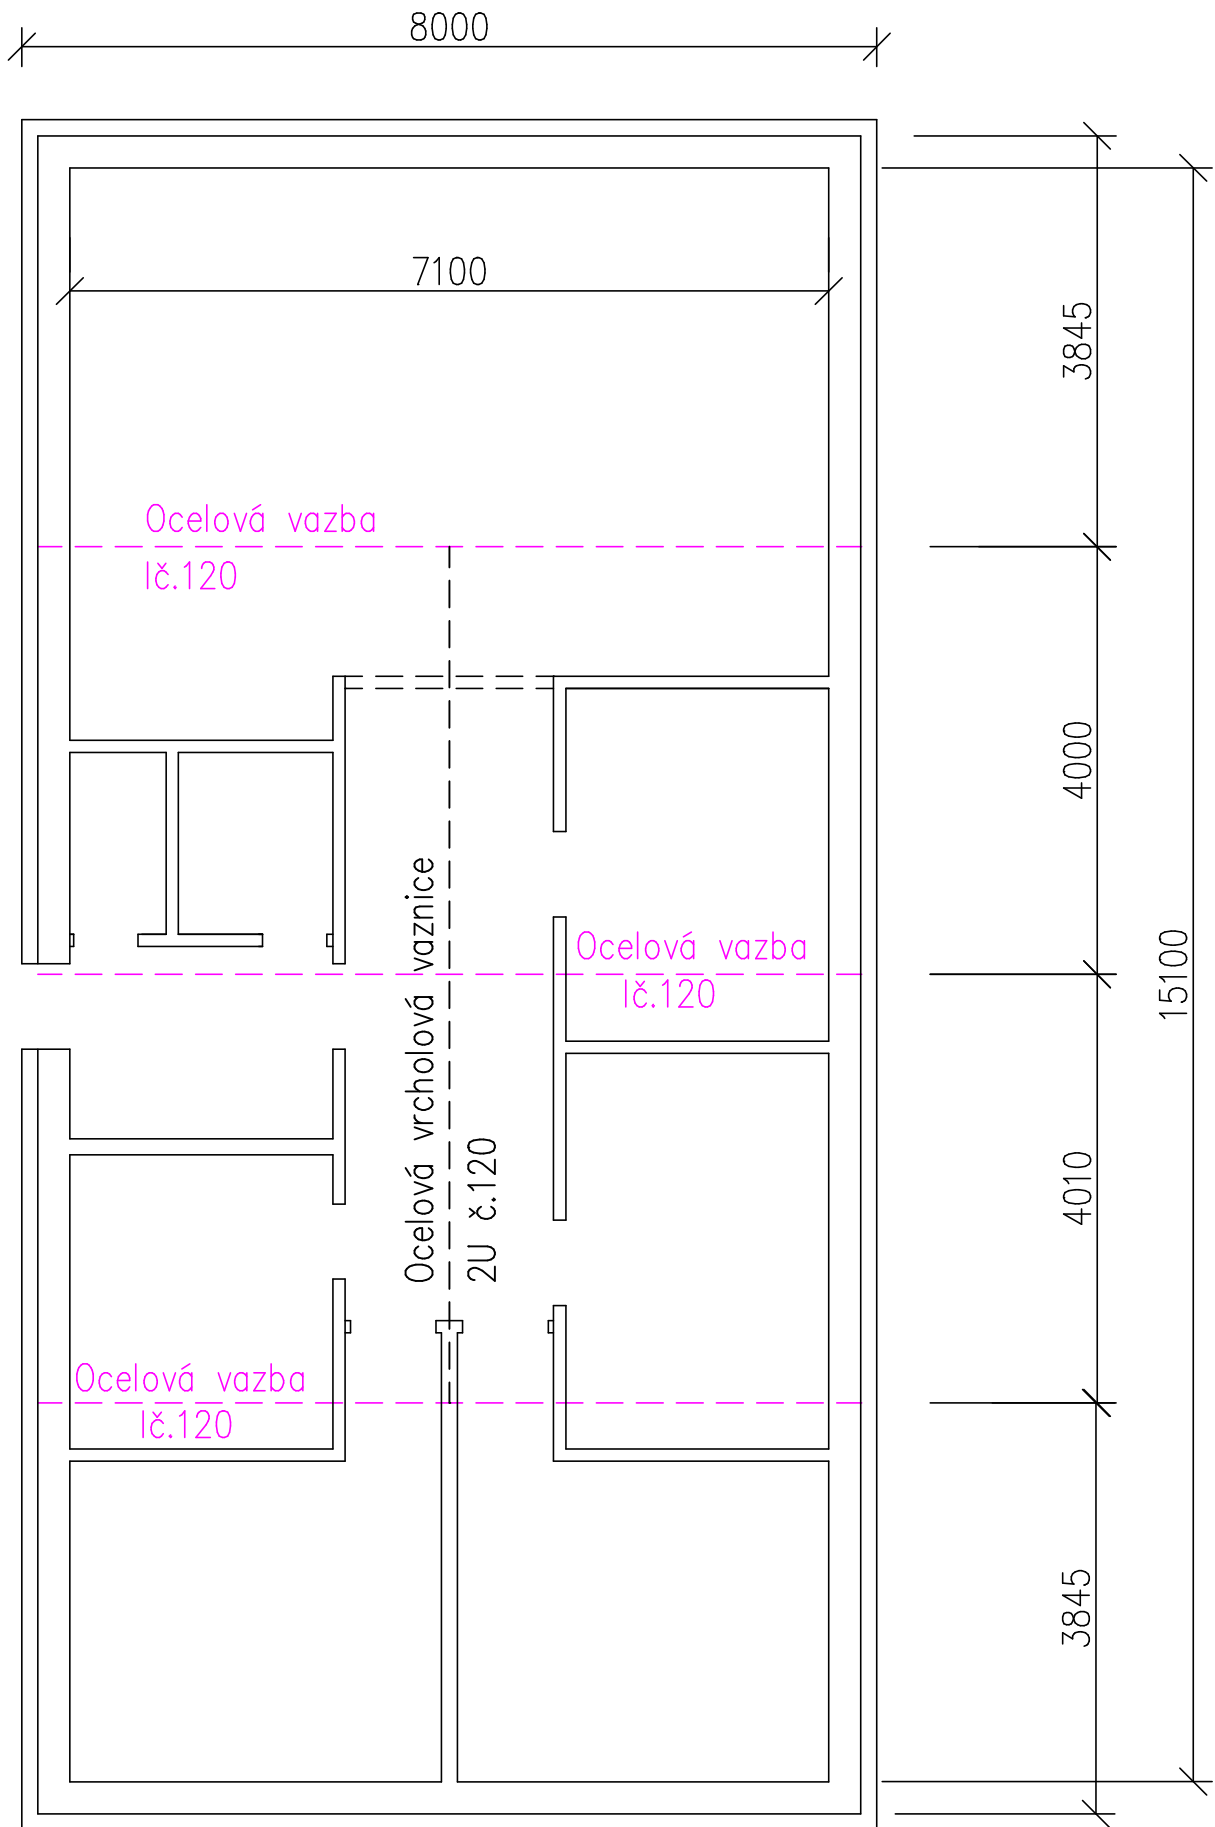 8000
7100
3845
Ocelová vazba
Ič.120
4000
Ocelová vrcholová vaznice
2U č.120
Ocelová vazba
Ič.120
15100
4010
Ocelová vazba
Ič.120
3845